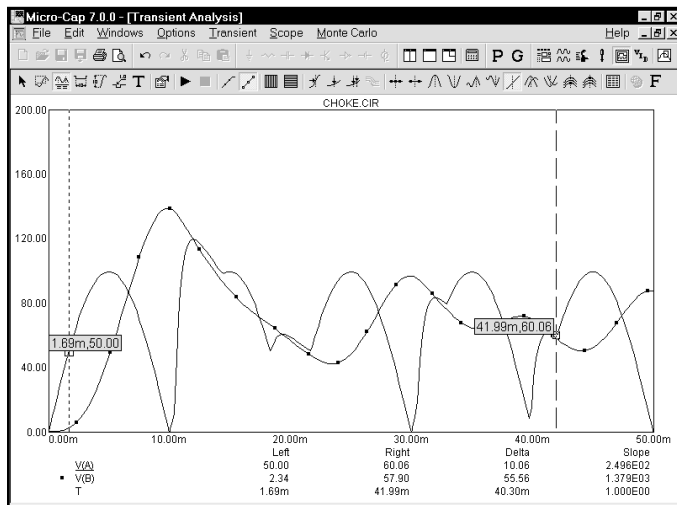 Micro-Cap 7.0.0 - [Transient Analysis]
File Edit Windows Options Transient Scope Monte Carlo Help
P G
T F
CHOKE.CIR
200.00
160.00
120.00
80.00
40.00
0.00
1.69m,50.00
41.99m,60.06
0.00m 10.00m 20.00m 30.00m 40.00m 50.00m
Left Right Delta Slope
V(A) 50.00 60.06 10.06 2.496E02
V(B) 2.34 57.90 55.56 1.379E03
T 1.69m 41.99m 40.30m 1.000E00